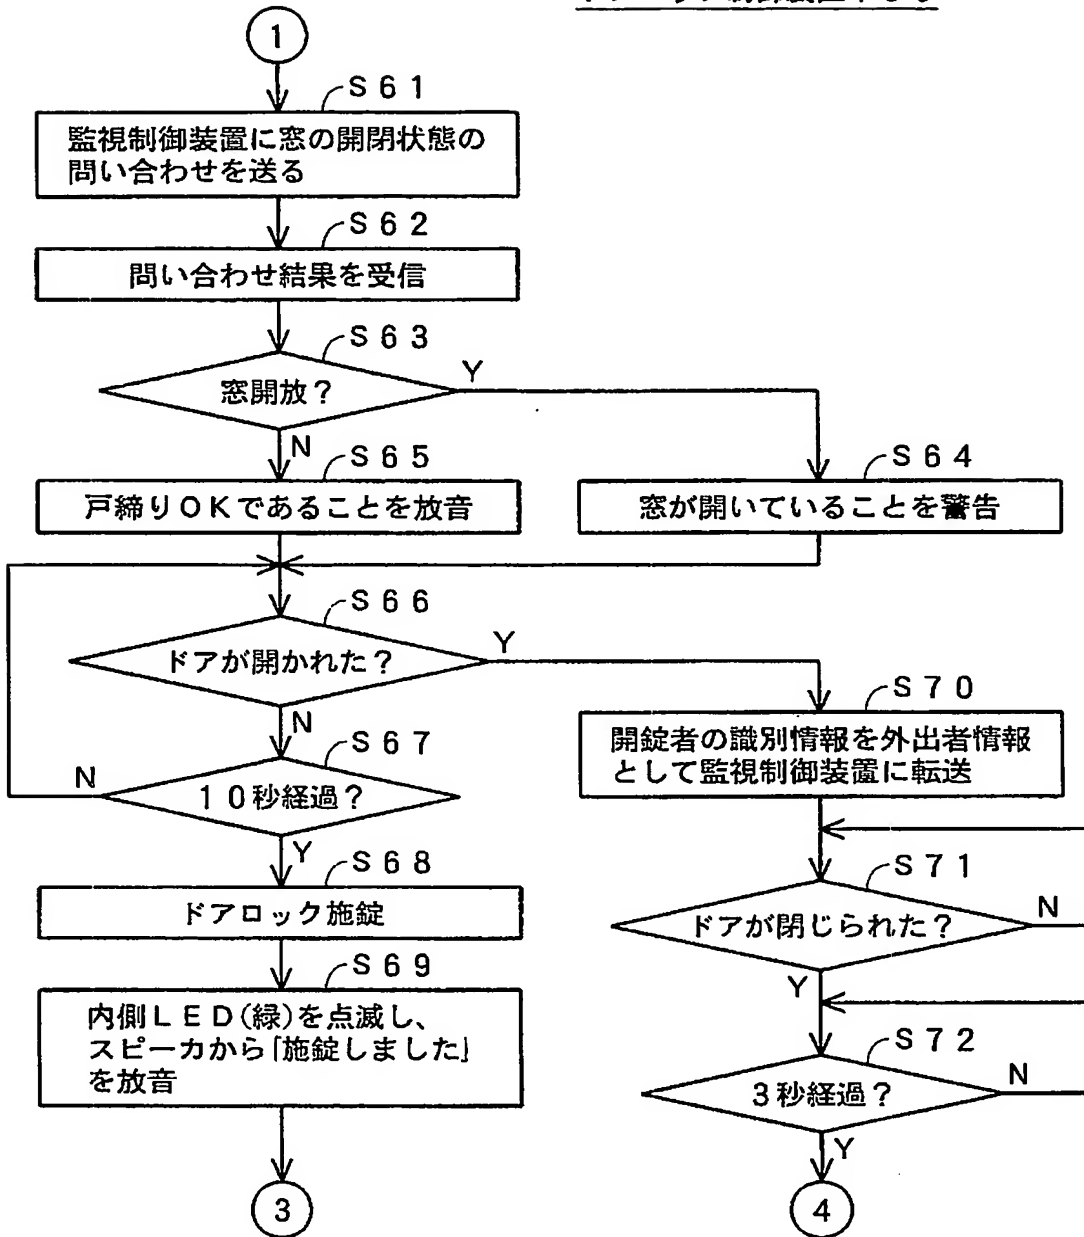 1
S61
監視制御装置に窓の開閉状態の
問い合わせを送る
S62
問い合わせ結果を受信
S63
窓開放?
Y
N
S65
戸締りOKであることを放音
S64
窓が開いていることを警告
S66
ドアが開かれた?
Y
N
S67
10秒経過?
N
Y
S68
ドアロック施錠
S69
内側LED(緑)を点滅し、
スピーカから「施錠しました」
を放音
3
S70
開錠者の識別情報を外出者情報
として監視制御装置に転送
S71
ドアが閉じられた?
N
Y
S72
3秒経過?
N
Y
4